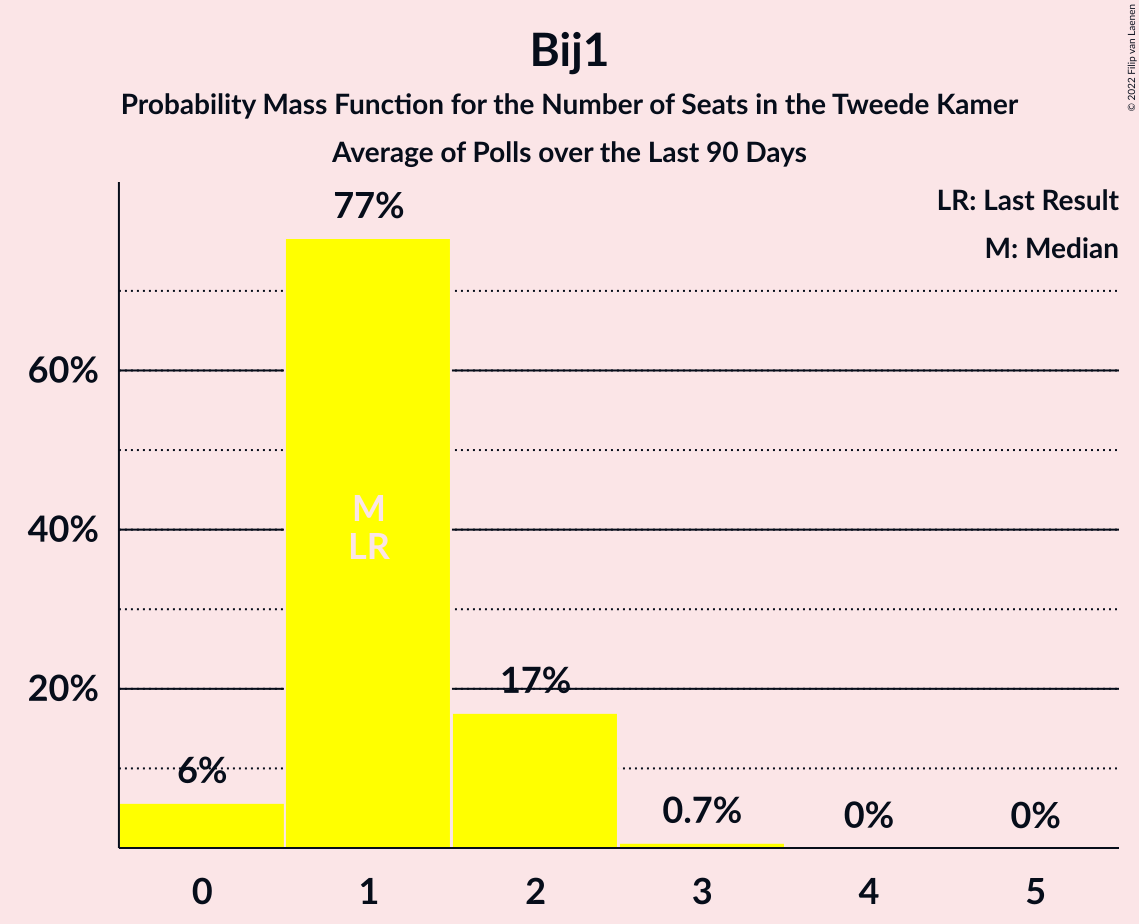 Bij1
Probability Mass Function for the Number of Seats in the Tweede Kamer
Average of Polls over the Last 90 Days
© 2022 Filip van Laenen
LR: Last Result
M: Median
77%
60%
M
40%
LR
17%
20%
6%
0.7%
0%
0%
0 1 2 3 4 5